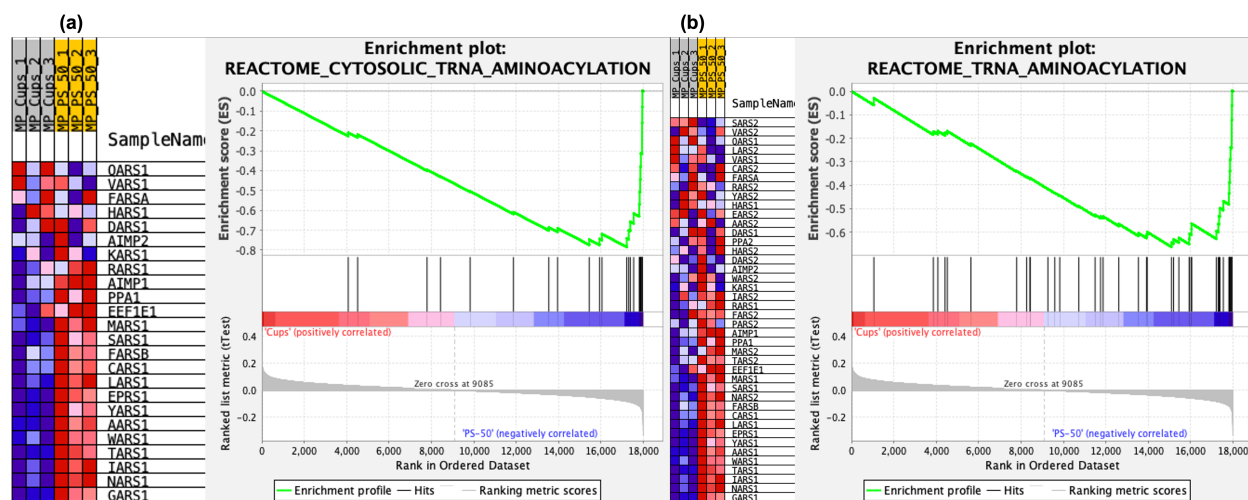 (a)
MP_Cups_1
MP_Cups_2
MP_Cups_3
MP_PS_50_1
MP_PS_50_2
MP_PS_50_3
SampleName
QARS1
VARS1
FARSA
HARS1
DARS1
AIMP2
KARS1
RARS1
AIMP1
PPA1
EEF1E1
MARS1
SARS1
FARSB
CARS1
LARS1
EPRS1
YARS1
AARS1
WARS1
TARS1
IARS1
NARS1
GARS1
Enrichment plot:
REACTOME_CYTOSOLIC_TRNA_AMINOACYLATION
Enrichment score (ES)
0.0
-0.1
-0.2
-0.3
-0.4
-0.5
-0.6
-0.7
-0.8
'Cups' (positively correlated)
Ranked list metric (tTest)
0.4
0.2
0.0
-0.2
Zero cross at 9085
'PS-50' (negatively correlated)
0 2,000 4,000 6,000 8,000 10,000 12,000 14,000 16,000 18,000
Rank in Ordered Dataset
Enrichment profile Hits Ranking metric scores
(b)
MP_Cups_1
MP_Cups_2
MP_Cups_3
MP_PS_50_1
MP_PS_50_2
MP_PS_50_3
SampleNam
SARS2
VARS2
QARS1
LARS2
VARS1
CARS2
FARSA
RARS2
YARS2
HARS1
EARS2
AARS2
DARS1
PPA2
HARS2
DARS2
AIMP2
WARS2
KARS1
IARS2
RARS1
FARS2
PARS2
AIMP1
PPA1
MARS2
TARS2
EEF1E1
MARS1
SARS1
NARS2
FARSB
CARS1
LARS1
EPRS1
YARS1
AARS1
WARS1
TARS1
IARS1
NARS1
GARS1
Enrichment plot:
REACTOME_TRNA_AMINOACYLATION
Enrichment score (ES)
0.0
-0.1
-0.2
-0.3
-0.4
-0.5
-0.6
'Cups' (positively correlated)
Ranked list metric (tTest)
0.4
0.2
0.0
-0.2
Zero cross at 9085
'PS-50' (negatively correlated)
0 2,000 4,000 6,000 8,000 10,000 12,000 14,000 16,000 18,000
Rank in Ordered Dataset
Enrichment profile Hits Ranking metric scores